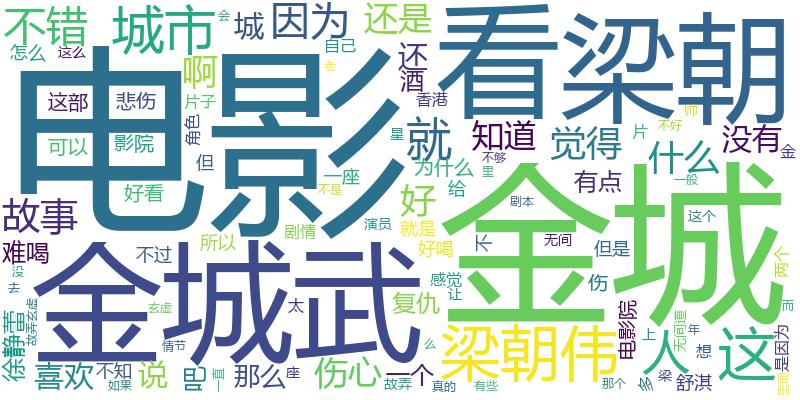 电影
看梁朝
金城
金城武
梁朝伟
不错
城市
城
因为
还是
怎么
自己
会
这么
啊
还
酒
这部
悲伤
片子
老
角色
香港
可以
影院
但
星
就
知道
觉得
没有
金
师
不好
片
好看
一座
为什么
不够
里
什么
一般
有点
给
不是
好
剧本
这个
故事
所以
剧情
就是
演员
好喝
不
无间
但是
两个
难喝
不过
感觉
让
伤
没
去
故弄玄虚
玄虚
太
复仇
电影院
上
无间道
年
人
这
是因为
而
徐静蕾
情节
么
喜欢
不知
如果
说
吧
一直
那么
座
伤心
故弄
一个
真的
有些
那个
多
梁
舒淇
里面